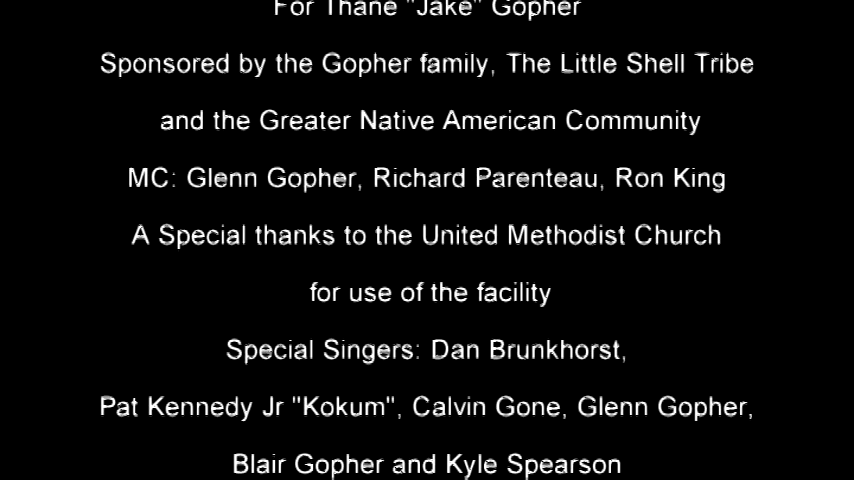 For Thane "Jake" Gopher
Sponsored by the Gopher family, The Little Shell Tribe
and the Greater Native American Community
MC: Glenn Gopher, Richard Parenteau, Ron King
A Special thanks to the United Methodist Church
for use of the facility
Special Singers: Dan Brunkhorst,
Pat Kennedy Jr "Kokum", Calvin Gone, Glenn Gopher,
Blair Gopher and Kyle Spearson